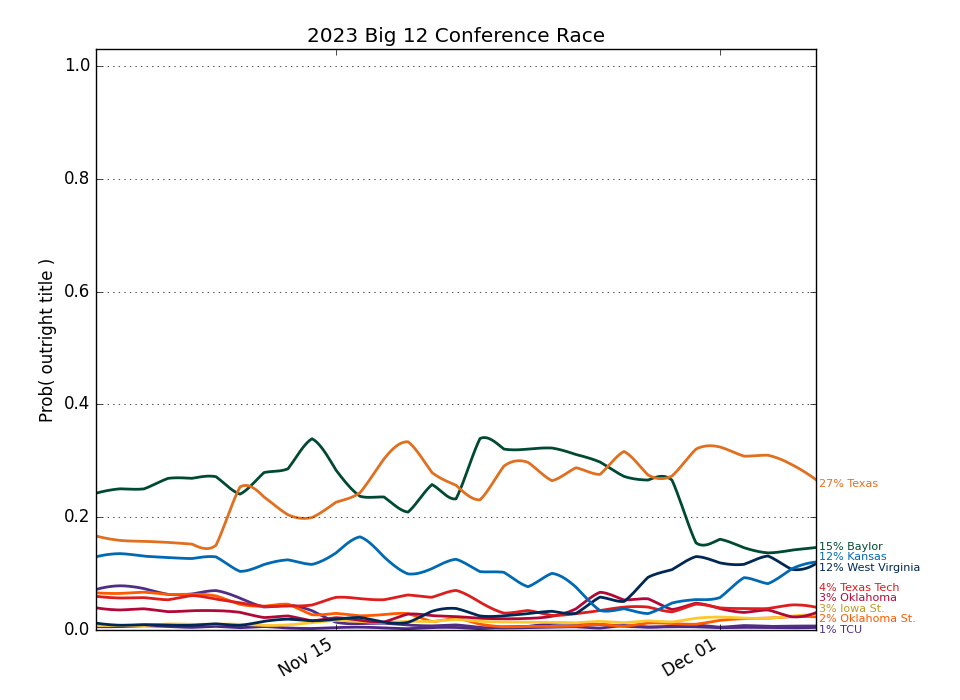 2023 Big 12 Conference Race
Prob( outright title )
1.0
0.8
0.6
0.4
0.2
0.0
Nov 15
Dec 01
27% Texas
15% Baylor
12% Kansas
12% West Virginia
4% Texas Tech
3% Oklahoma
3% Iowa St.
2% Oklahoma St.
1% TCU